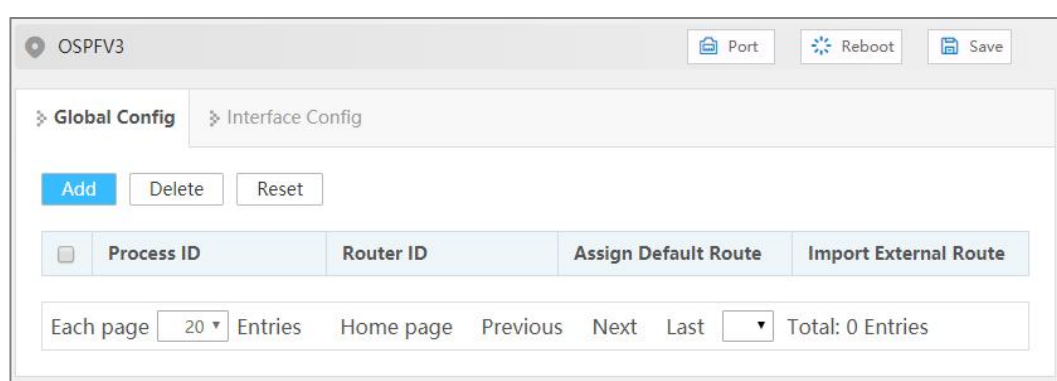 OSPFV3 Port Reboot Save
Global Config Interface Config
Add Delete Reset
Process ID Router ID Assign Default Route Import External Route
Each page 20 Entries Home page Previous Next Last Total: 0 Entries